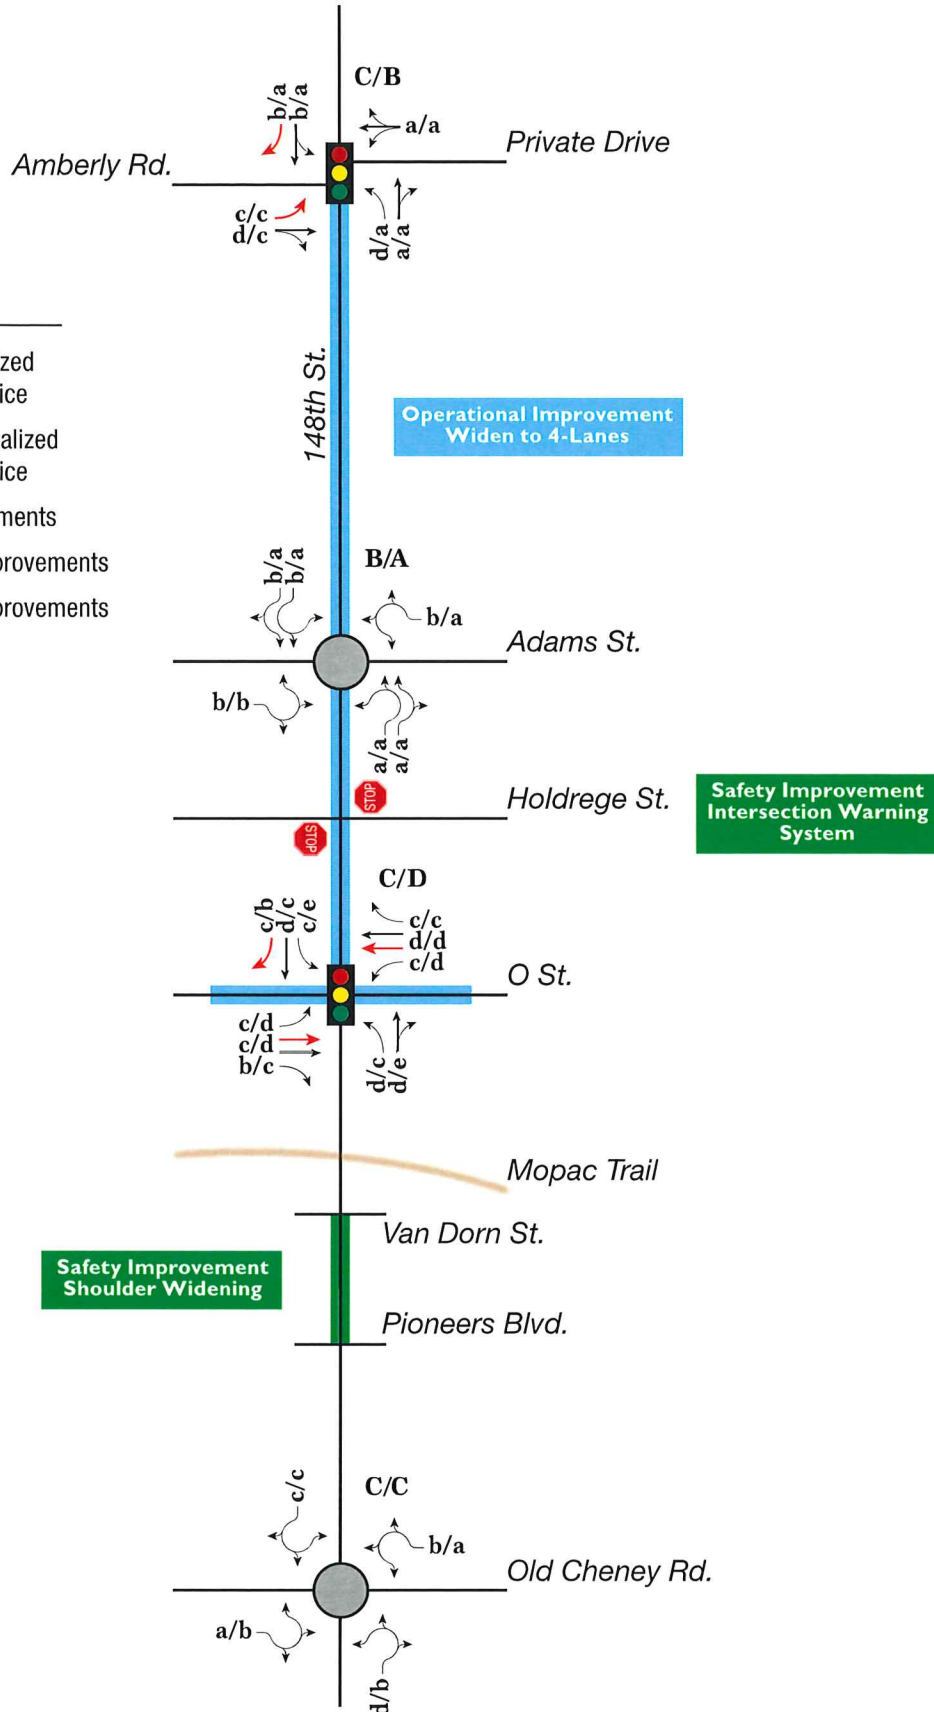 C/B
b/a
b/a
a/a
Private Drive
Amberly Rd.
c/c
d/c
d/a
a/a
148th St.
zed
ice
alized
ice
ments
provements
provements
Operational Improvement
Widen to 4-Lanes
b/a
b/a
B/A
b/a
Adams St.
b/b
a/a
a/a
STOP
Holdrege St.
STOP
Safety Improvement
Intersection Warning
System
C/D
c/b
d/c
c/e
c/c
d/d
c/d
O St.
c/d
c/d
b/c
d/c
d/e
Mopac Trail
Van Dorn St.
Safety Improvement
Shoulder Widening
Pioneers Blvd.
c/c
C/C
b/a
Old Cheney Rd.
a/b
d/b